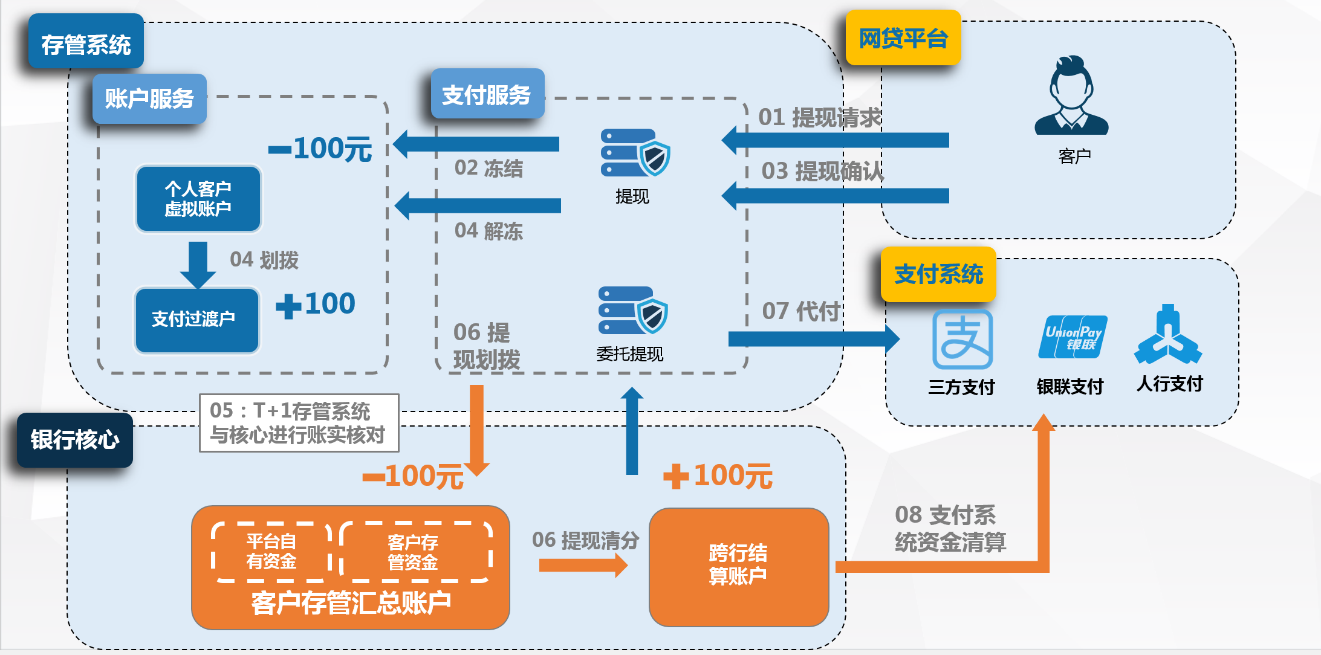 存管系统
网贷平台
账户服务
支付服务
01 提现请求
-100元
02 冻结
提现
03 提现确认
客户
个人客户
虚拟账户
04 解冻
04 划拨
支付系统
支付过渡户
+100
06 提
现划拨
委托提现
07 代付
支
UnionPay
银联
三方支付
银联支付
人行支付
05：T+1存管系统
与核心进行账实核对
银行核心
-100元
+100元
平台自
有资金
客户存
管资金
客户存管汇总账户
06 提现清分
跨行结
算账户
08 支付系
统资金清算